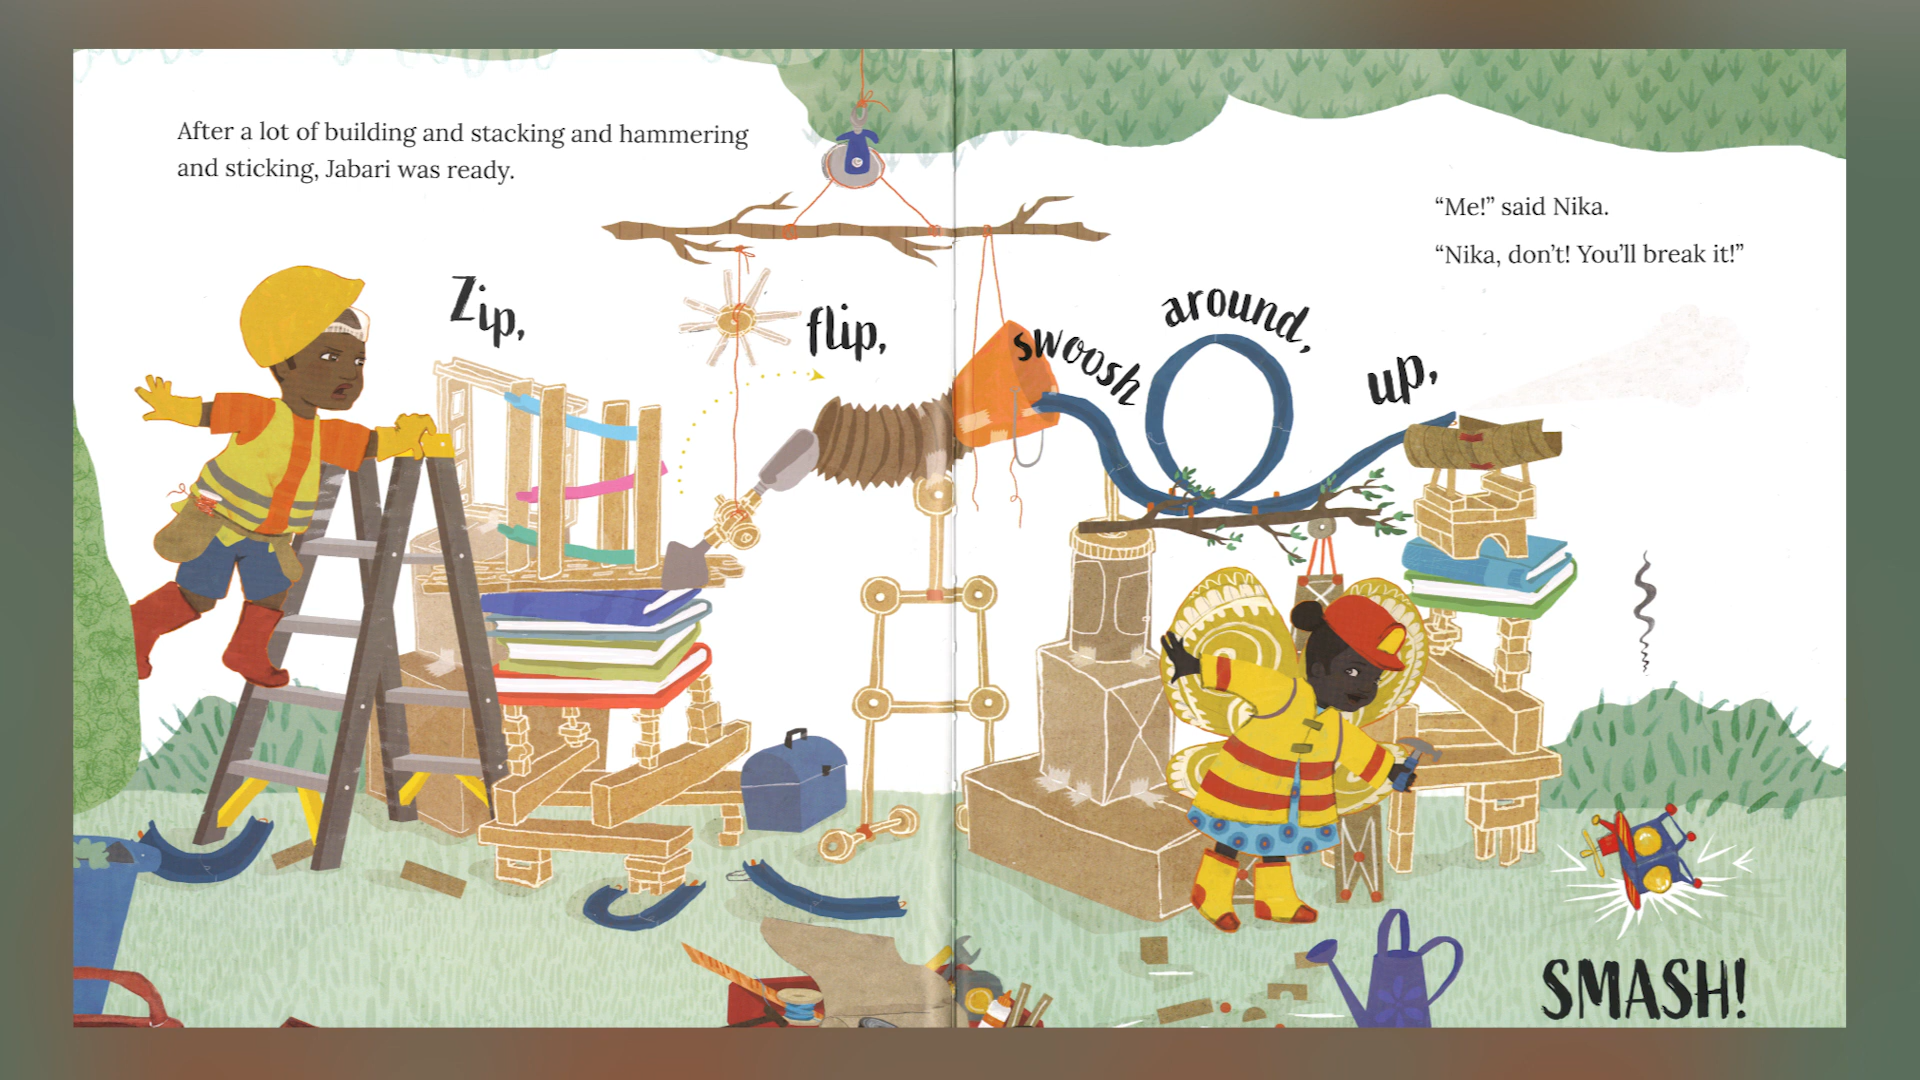 After a lot of building and stacking and hammering
and sticking, Jabari was ready.
Zip,
flip,
swoosh
around,
up,
“Me!” said Nika.
“Nika, don’t! You’ll break it!”
SMASH!